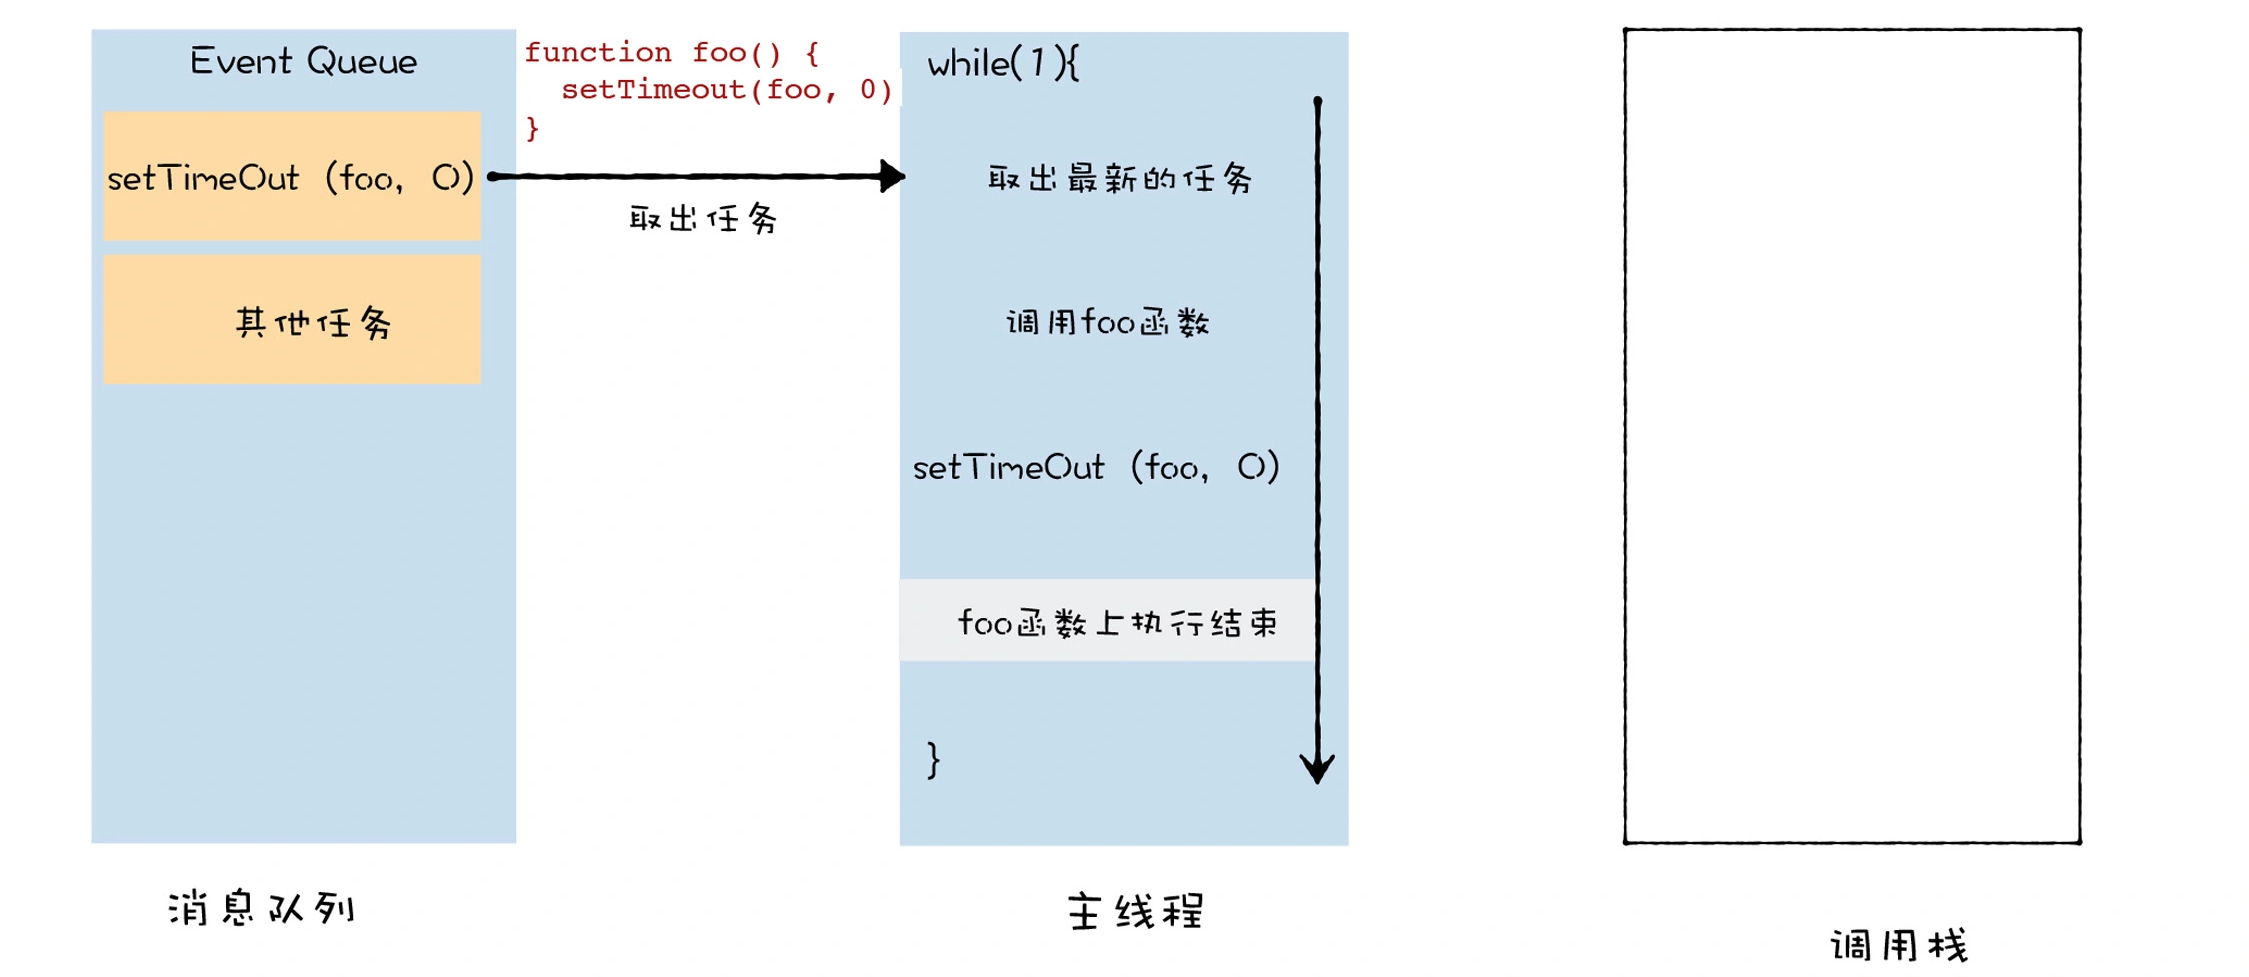 Event Queue
setTimeOut (foo, 0)
其他任务
消息队列
function foo() {
  setTimeout(foo, 0)
}
取出任务
while(1){
取出最新的任务
调用foo函数
setTimeOut (foo, 0)
foo函数上执行结束
}
主线程
调用栈